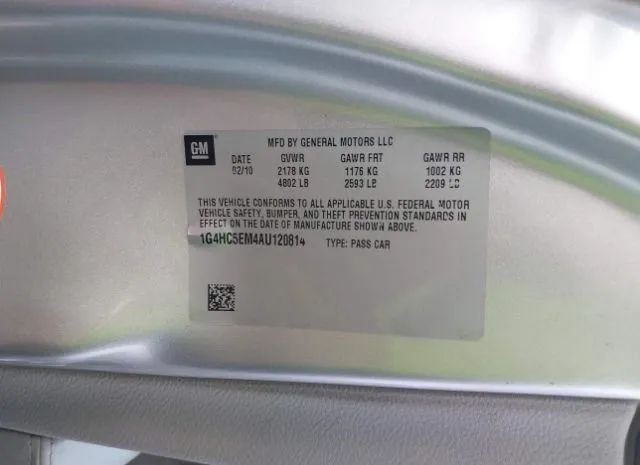 GM
MFD BY GENERAL MOTORS LLC
DATE GVWR GAWR FRT GAWR RR
02/10 2178 KG 1176 KG 1002 KG
4802 LB 2593 LB 2209 LB
THIS VEHICLE CONFORMS TO ALL APPLICABLE U.S. FEDERAL MOTOR
VEHICLE SAFETY, BUMPER, AND THEFT PREVENTION STANDARDS IN
EFFECT ON THE DATE OF MANUFACTURE SHOWN ABOVE.
1G4HC5EM4AU120814 TYPE: PASS CAR